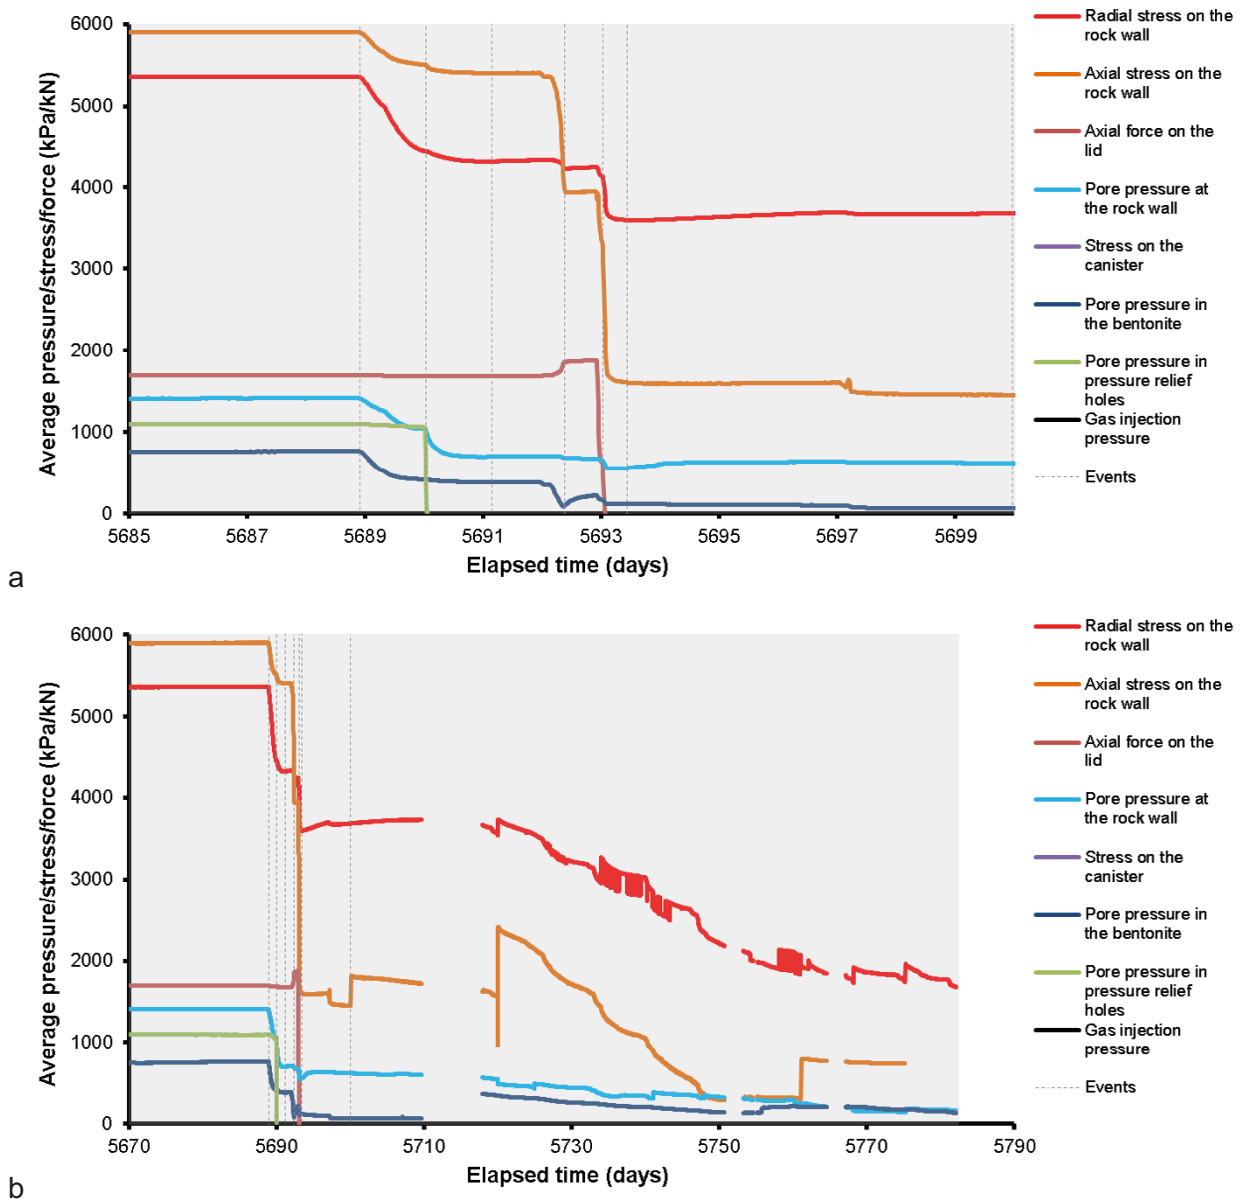 6000
5000
4000
3000
2000
1000
0
Average pressure/stress/force (kPa/kN)
5685 5687 5689 5691 5693 5695 5697 5699
Elapsed time (days)
Radial stress on the
rock wall
Axial stress on the
rock wall
Axial force on the
lid
Pore pressure at
the rock wall
Stress on the
canister
Pore pressure in
the bentonite
Pore pressure in
pressure relief
holes
Gas injection
pressure
Events
a
6000
5000
4000
3000
2000
1000
0
Average pressure/stress/force (kPa/kN)
5670 5690 5710 5730 5750 5770 5790
Elapsed time (days)
Radial stress on the
rock wall
Axial stress on the
rock wall
Axial force on the
lid
Pore pressure at
the rock wall
Stress on the
canister
Pore pressure in
the bentonite
Pore pressure in
pressure relief
holes
Gas injection
pressure
Events
b